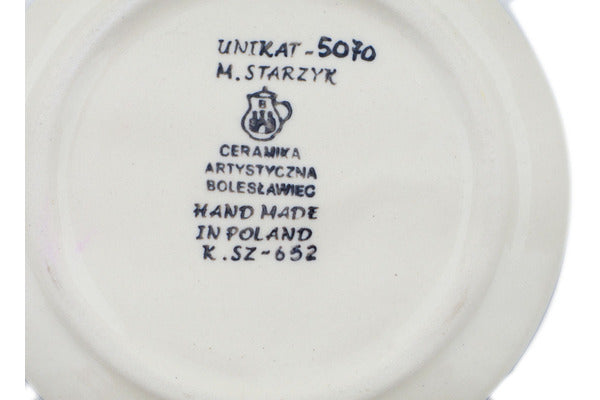 UNIKAT-5070
M. STARZYK
B
CERAMIKA
ARTYSTYCZNA
BOLESŁAWIEC
HAND MADE
IN POLAND
K.SZ-652